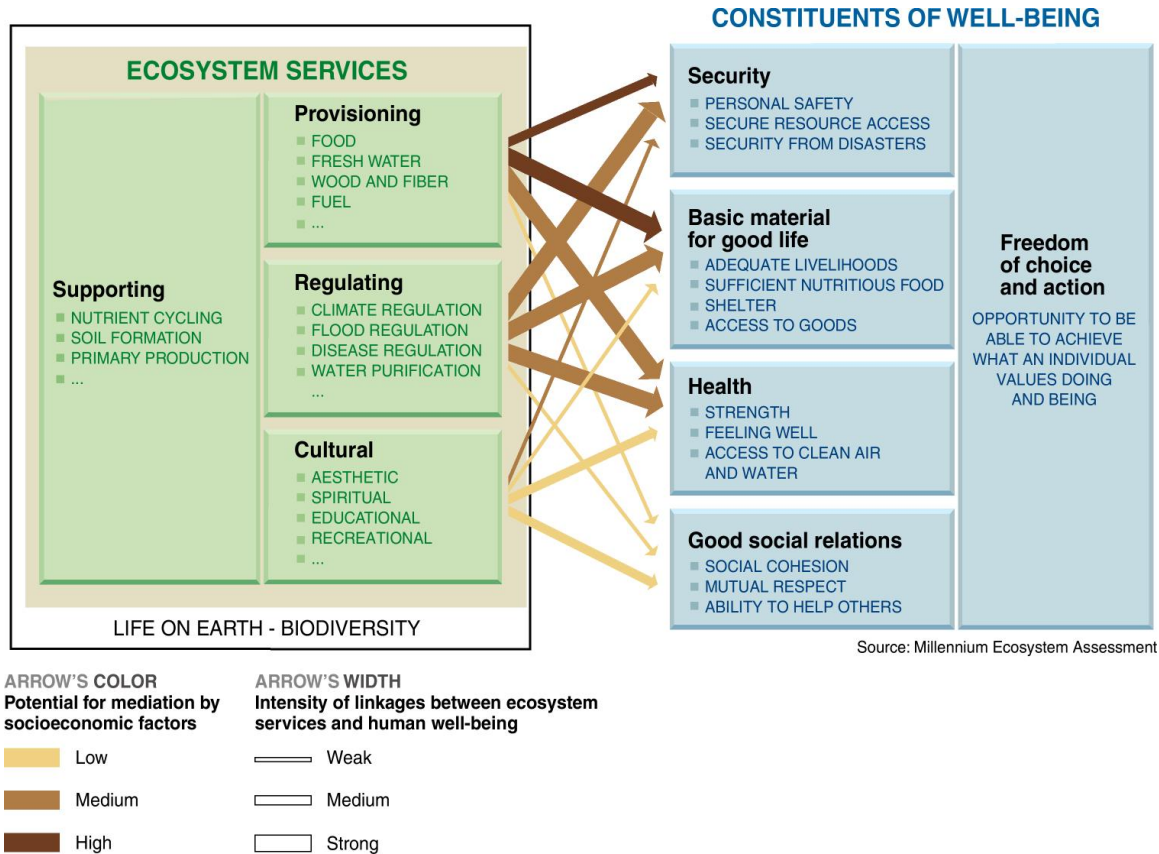 CONSTITUENTS OF WELL-BEING
ECOSYSTEM SERVICES
Supporting
NUTRIENT CYCLING
SOIL FORMATION
PRIMARY PRODUCTION
...
Provisioning
FOOD
FRESH WATER
WOOD AND FIBER
FUEL
...
Regulating
CLIMATE REGULATION
FLOOD REGULATION
DISEASE REGULATION
WATER PURIFICATION
...
Cultural
AESTHETIC
SPIRITUAL
EDUCATIONAL
RECREATIONAL
...
LIFE ON EARTH - BIODIVERSITY
Security
PERSONAL SAFETY
SECURE RESOURCE ACCESS
SECURITY FROM DISASTERS
Basic material
for good life
ADEQUATE LIVELIHOODS
SUFFICIENT NUTRITIOUS FOOD
SHELTER
ACCESS TO GOODS
Health
STRENGTH
FEELING WELL
ACCESS TO CLEAN AIR
AND WATER
Good social relations
SOCIAL COHESION
MUTUAL RESPECT
ABILITY TO HELP OTHERS
Freedom
of choice
and action
OPPORTUNITY TO BE
ABLE TO ACHIEVE
WHAT AN INDIVIDUAL
VALUES DOING
AND BEING
Source: Millennium Ecosystem Assessment
ARROW'S COLOR
Potential for mediation by
socioeconomic factors
Low
Medium
High
ARROW'S WIDTH
Intensity of linkages between ecosystem
services and human well-being
Weak
Medium
Strong